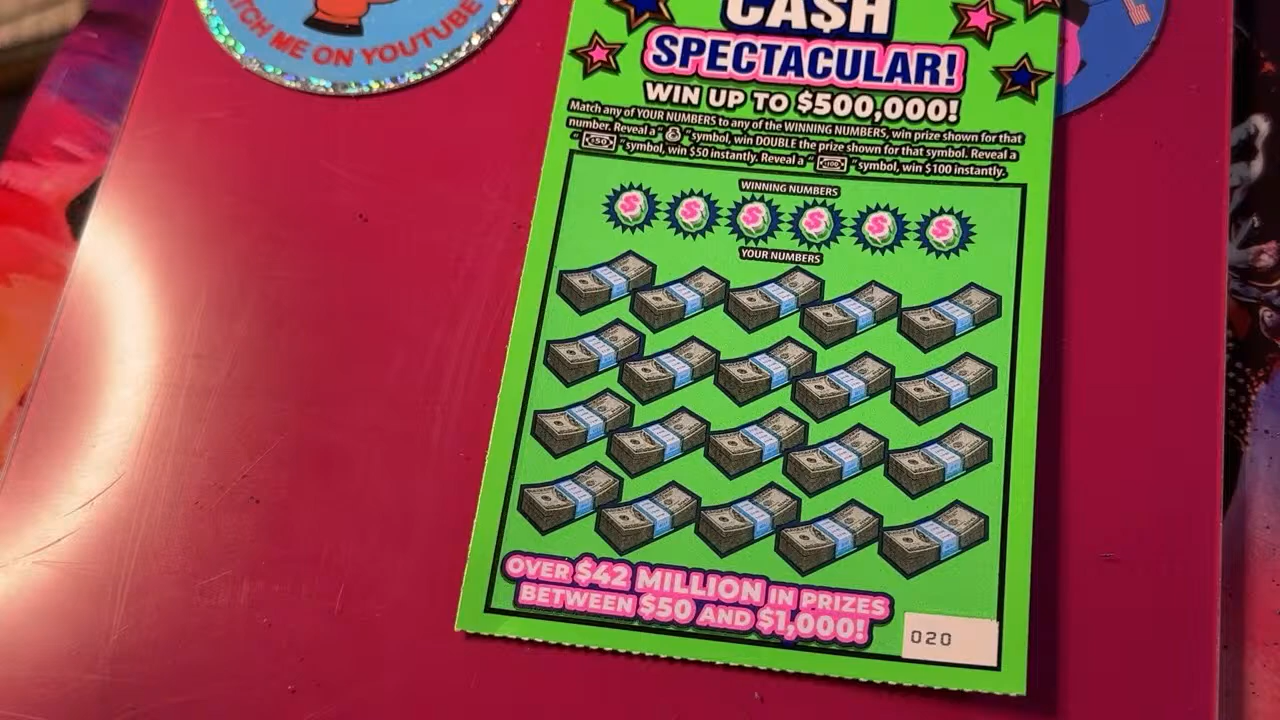 TCH ME ON YOUTUBE
CA$H
SPECTACULAR!
WIN UP TO $500,000!
Match any of YOUR NUMBERS to any of the WINNING NUMBERS, win prize shown for that
number. Reveal a " " symbol, win DOUBLE the prize shown for that symbol. Reveal a
" $50 " symbol, win $50 instantly. Reveal a " $100 " symbol, win $100 instantly.
WINNING NUMBERS
$ $ $ $ $ $
YOUR NUMBERS
OVER $42 MILLION IN PRIZES
BETWEEN $50 AND $1,000!
020